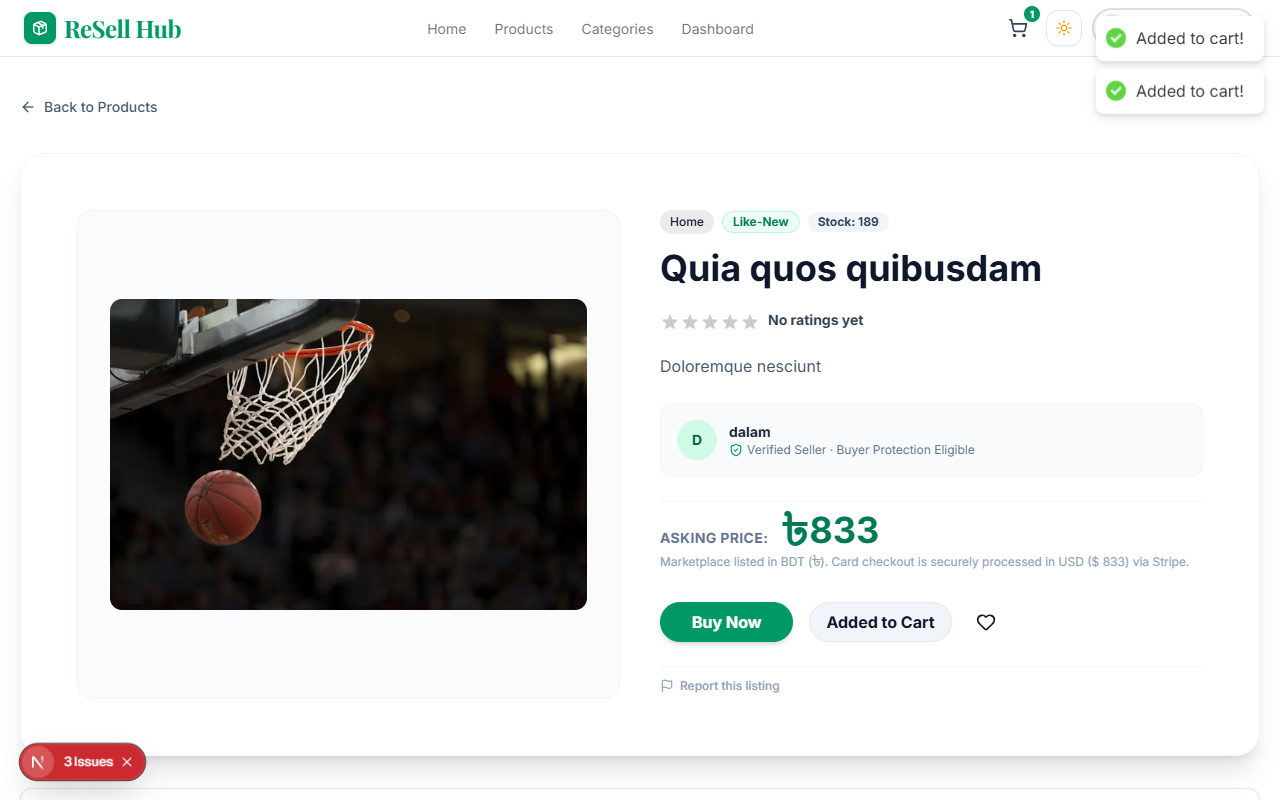 ReSell Hub
Home
Products
Categories
Dashboard
1
Added to cart!
Added to cart!
Back to Products
Home
Like-New
Stock: 189
Quia quos quibusdam
No ratings yet
Doloremque nesciunt
D
dalam
Verified Seller · Buyer Protection Eligible
ASKING PRICE: ৳833
Marketplace listed in BDT (৳). Card checkout is securely processed in USD ($ 833) via Stripe.
Buy Now
Added to Cart
Report this listing
N
3 Issues